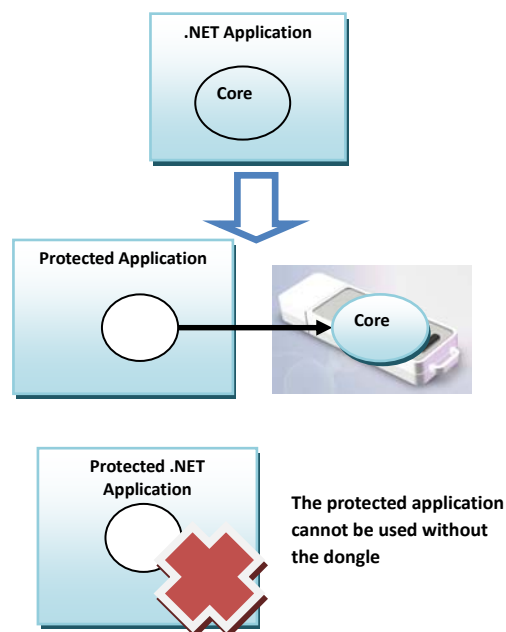 .NET Application
Core
Protected Application
Core
Protected .NET
Application
The protected application
cannot be used without
the dongle